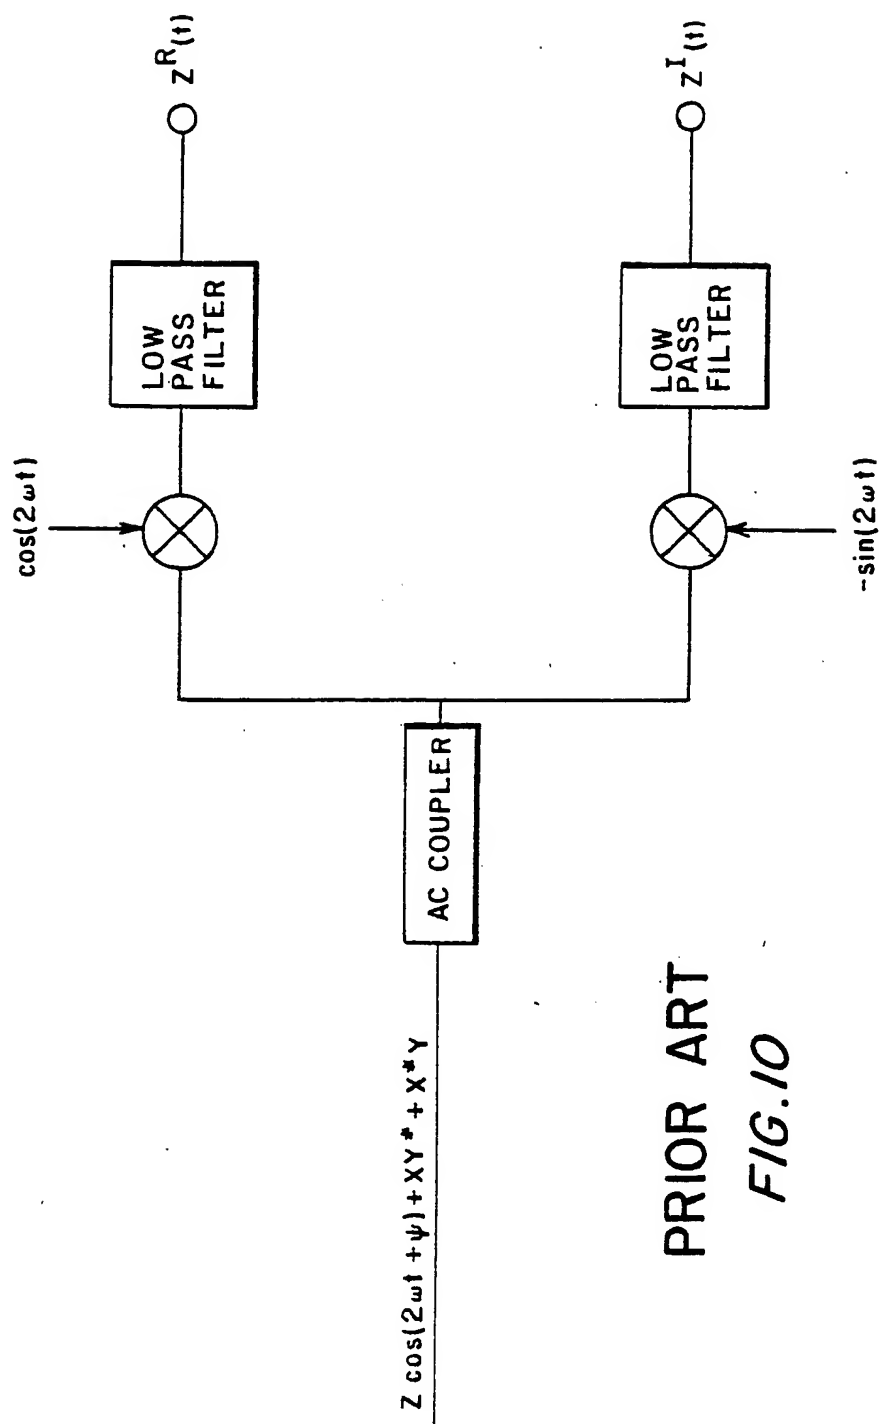 Z cos(2ωt + ψ) + XY* + X*Y
AC COUPLER
cos(2ωt)
LOW
PASS
FILTER
Z^R(t)
-sin(2ωt)
LOW
PASS
FILTER
Z^I(t)
PRIOR ART
FIG.10